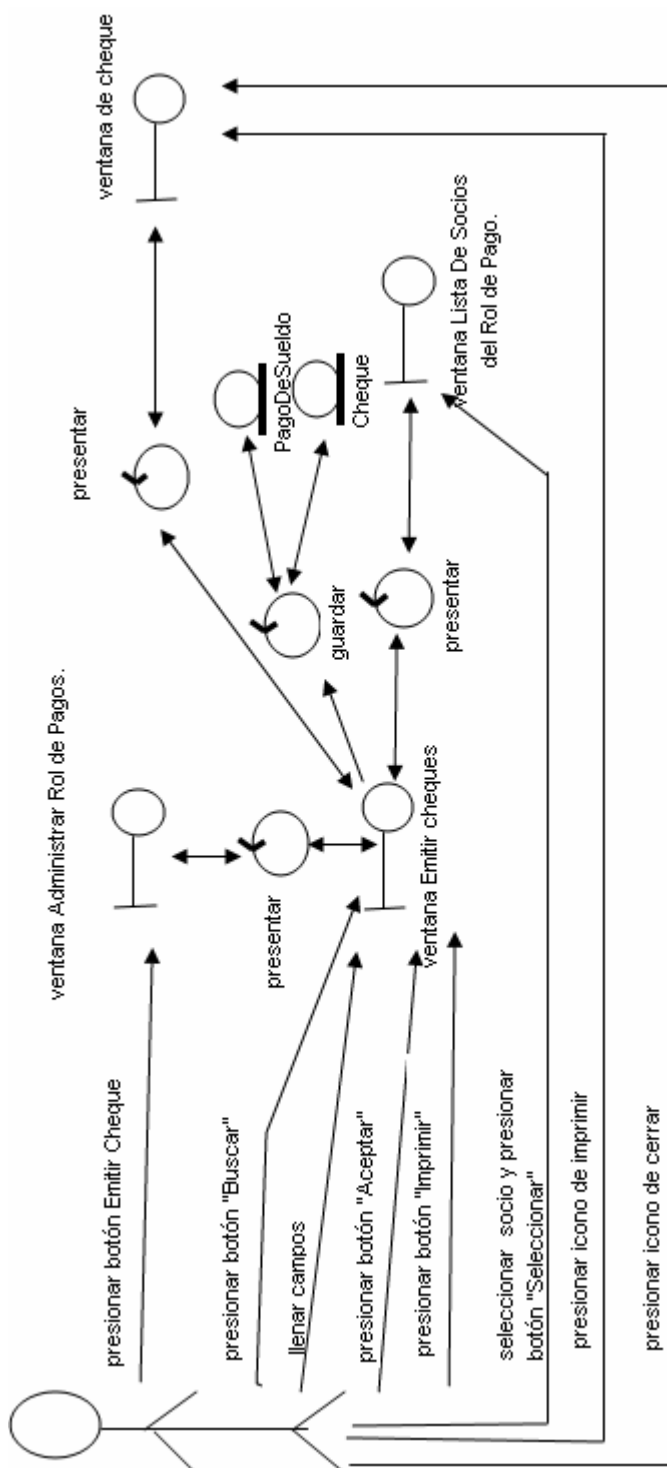 presionar botón Emitir Cheque
ventana Administrar Rol de Pagos.
presentar
ventana de cheque
presionar botón "Buscar"
presentar
PagoDeSueldo
llenar campos
guardar
Cheque
presionar botón "Aceptar"
presionar botón "Imprimir"
ventana Emitir cheques
presentar
ventana Lista De Socios
del Rol de Pago.
seleccionar socio y presionar
botón "Seleccionar"
presionar icono de imprimir
presionar icono de cerrar